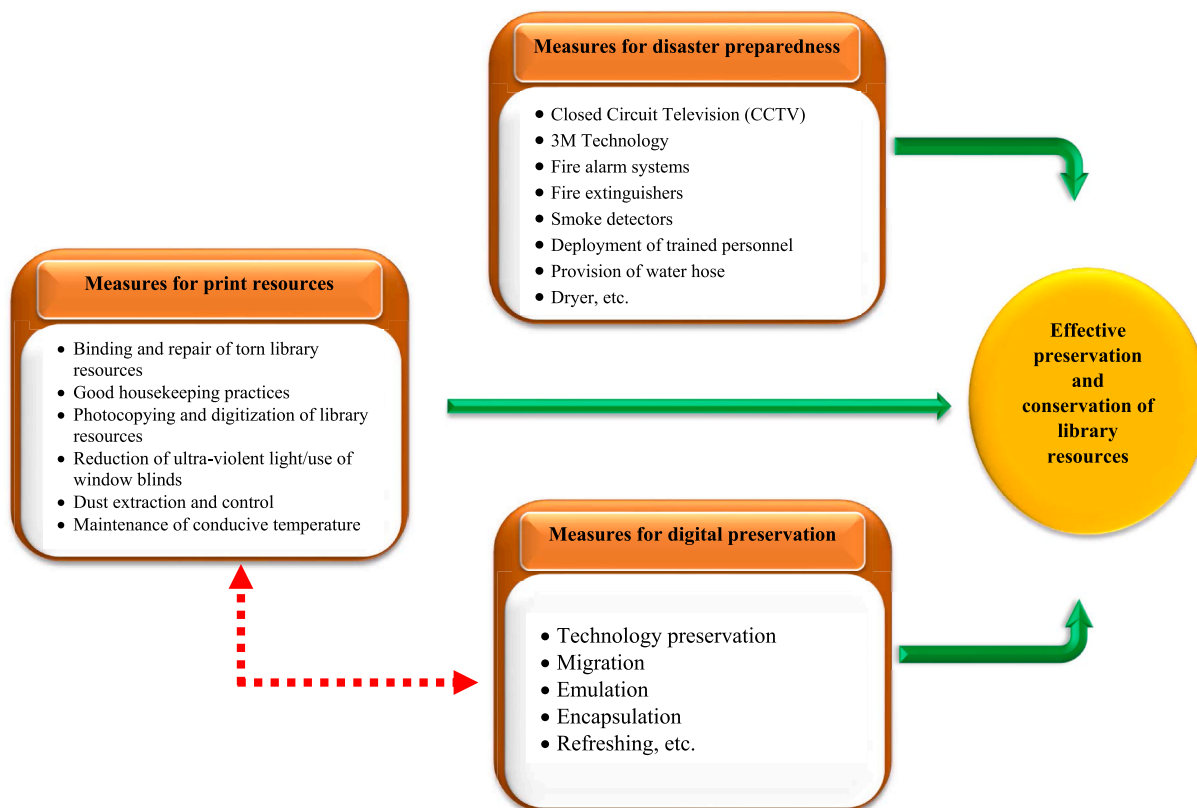 Measures for disaster preparedness
• Closed Circuit Television (CCTV)
• 3M Technology
• Fire alarm systems
• Fire extinguishers
• Smoke detectors
• Deployment of trained personnel
• Provision of water hose
• Dryer, etc.
Measures for print resources
• Binding and repair of torn library
resources
• Good housekeeping practices
• Photocopying and digitization of library
resources
• Reduction of ultra-violent light/use of
window blinds
• Dust extraction and control
• Maintenance of conducive temperature
Effective
preservation
and
conservation of
library
resources
Measures for digital preservation
• Technology preservation
• Migration
• Emulation
• Encapsulation
• Refreshing, etc.